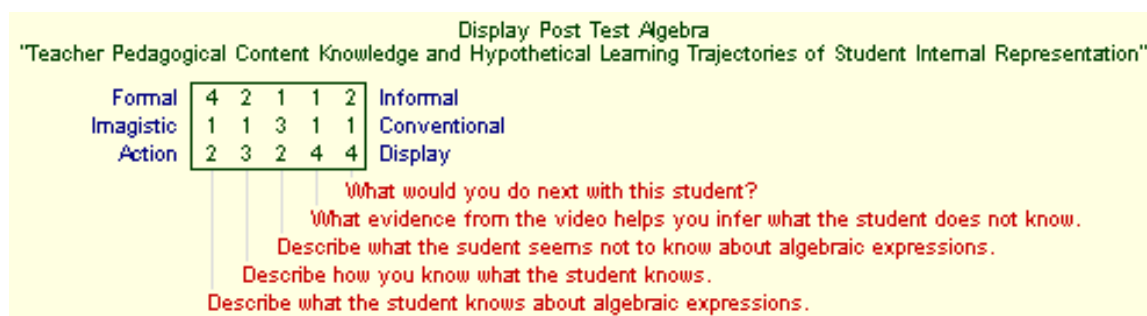 Display Post Test Algebra
"Teacher Pedagogical Content Knowledge and Hypothetical Learning Trajectories of Student Internal Representation"
Formal 4 2 1 1 2 Informal
Imagistic 1 1 3 1 1 Conventional
Action 2 3 2 4 4 Display
What would you do next with this student?
What evidence from the video helps you infer what the student does not know.
Describe what the sudent seems not to know about algebraic expressions.
Describe how you know what the student knows.
Describe what the student knows about algebraic expressions.